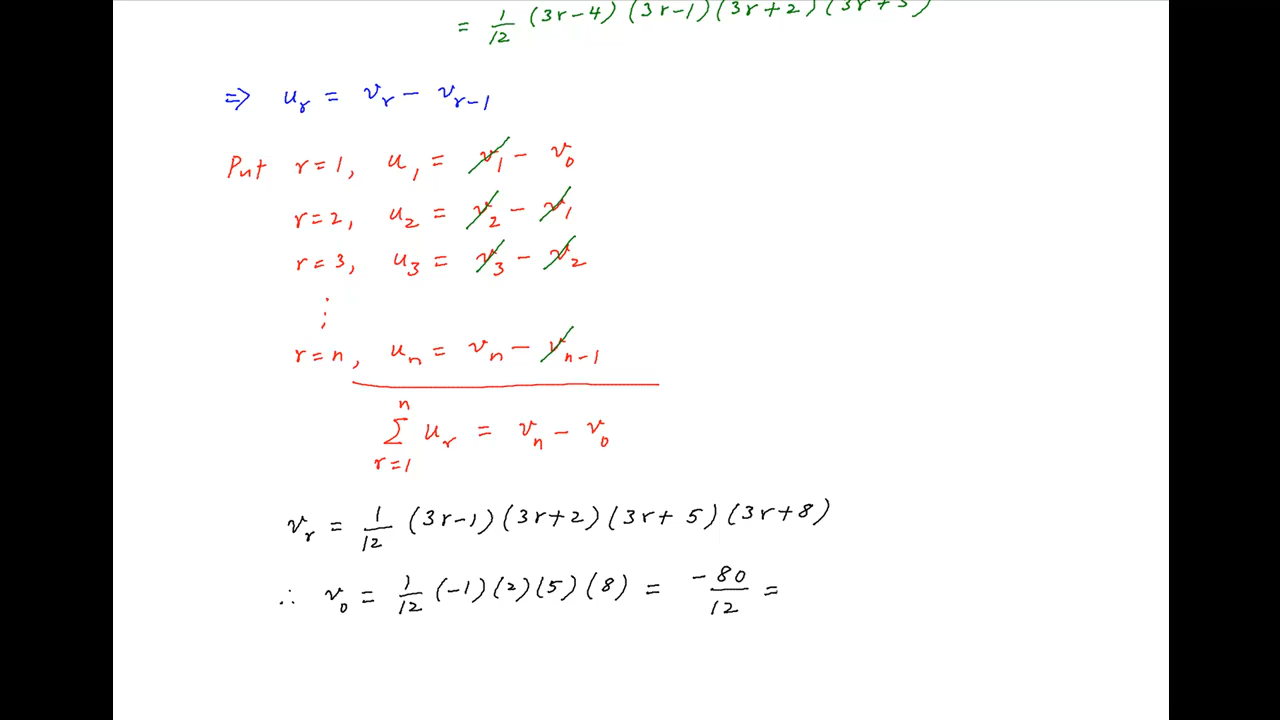 = 1/12 (3r-4) (3r-1) (3r+2) (3r+5)
⇒ u_r = v_r - v_{r-1}
Put r=1, u_1 = v_1 - v_0
r=2, u_2 = v_2 - v_1
r=3, u_3 = v_3 - v_2
⋮
r=n, u_n = v_n - v_{n-1}
n
∑ u_r = v_n - v_0
r=1
v_r = 1/12 (3r-1) (3r+2) (3r+5) (3r+8)
∴ v_0 = 1/12 (-1) (2) (5) (8) = -80/12 =